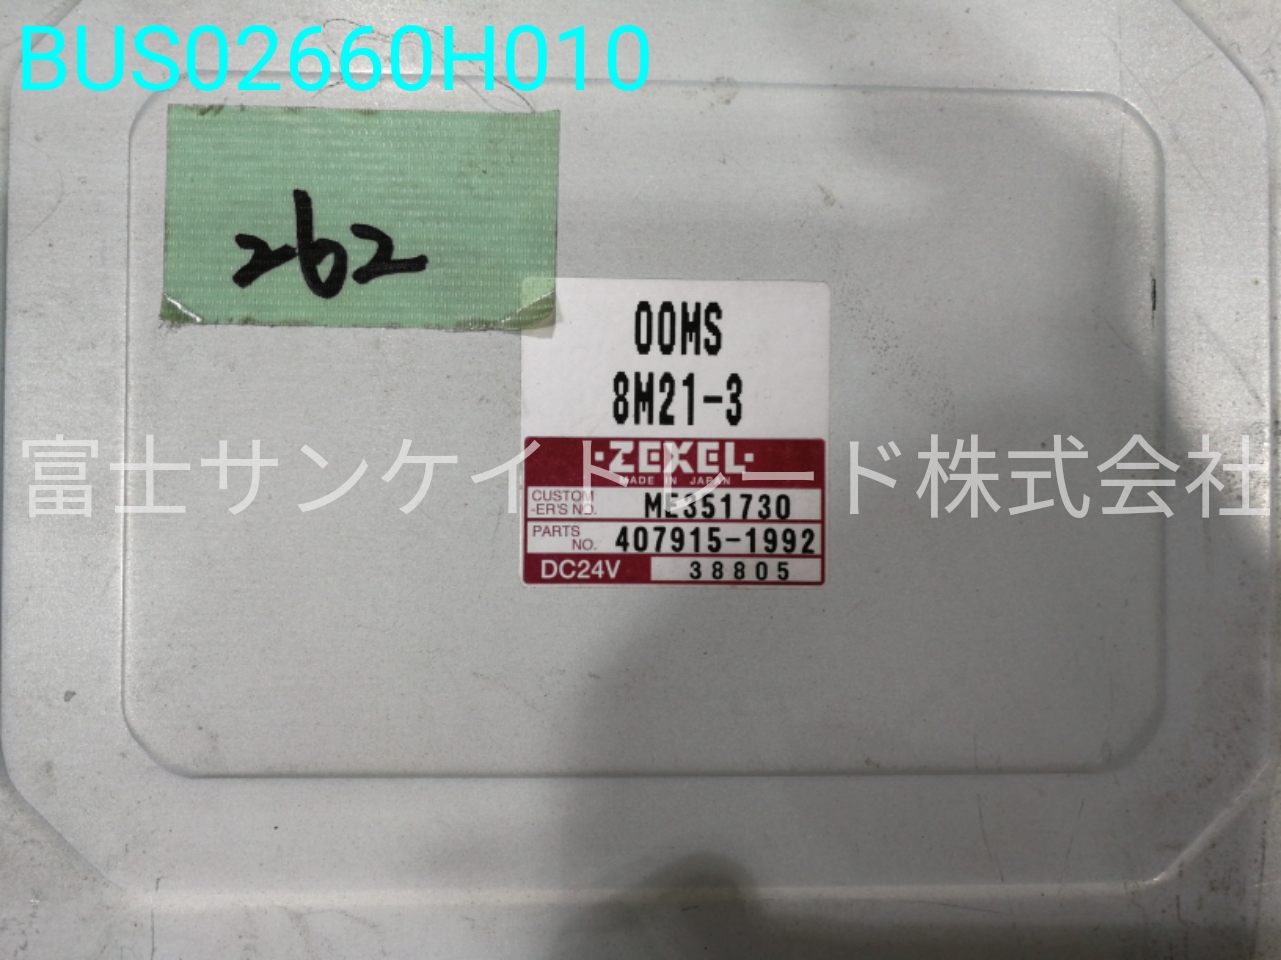 BUS02660H010
262
00MS
8M21-3
·ZEXEL·
MADE IN JAPAN
富士サンケイトレード株式会社
CUSTOM
-ER'S NO. ME351730
PARTS
NO. 407915-1992
DC24V 38805